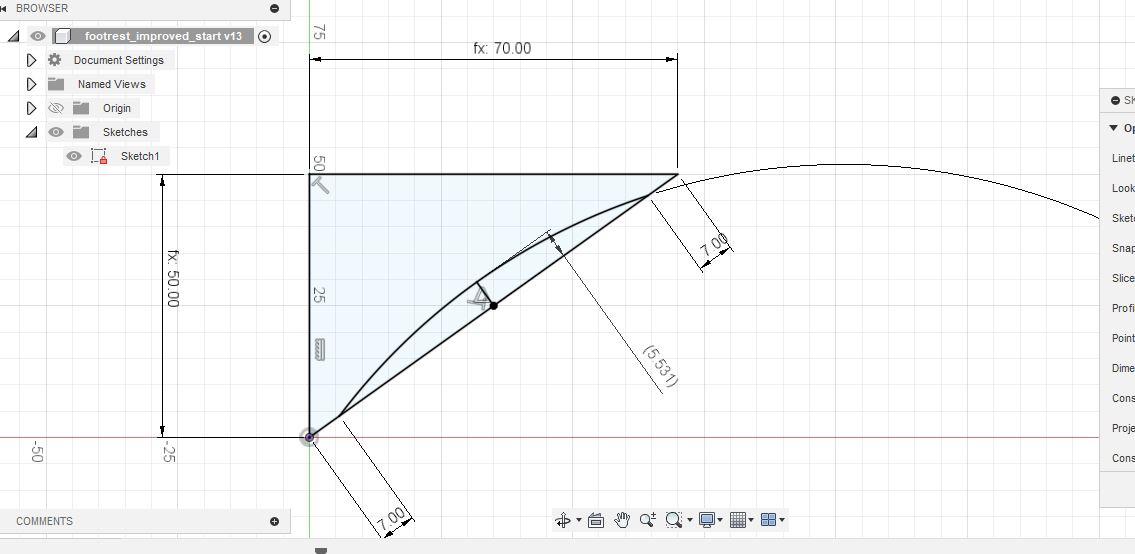 BROWSER
footrest_improved_start v13
Document Settings
Named Views
Origin
Sketches
Sketch1
75
fx: 70.00
50
fx: 50.00
25
7.00
(5.531)
-50
-25
7.00
COMMENTS
SK
Op
Linet
Look
Sketc
Snap
Slice
Profi
Point
Dime
Cons
Proje
Cons